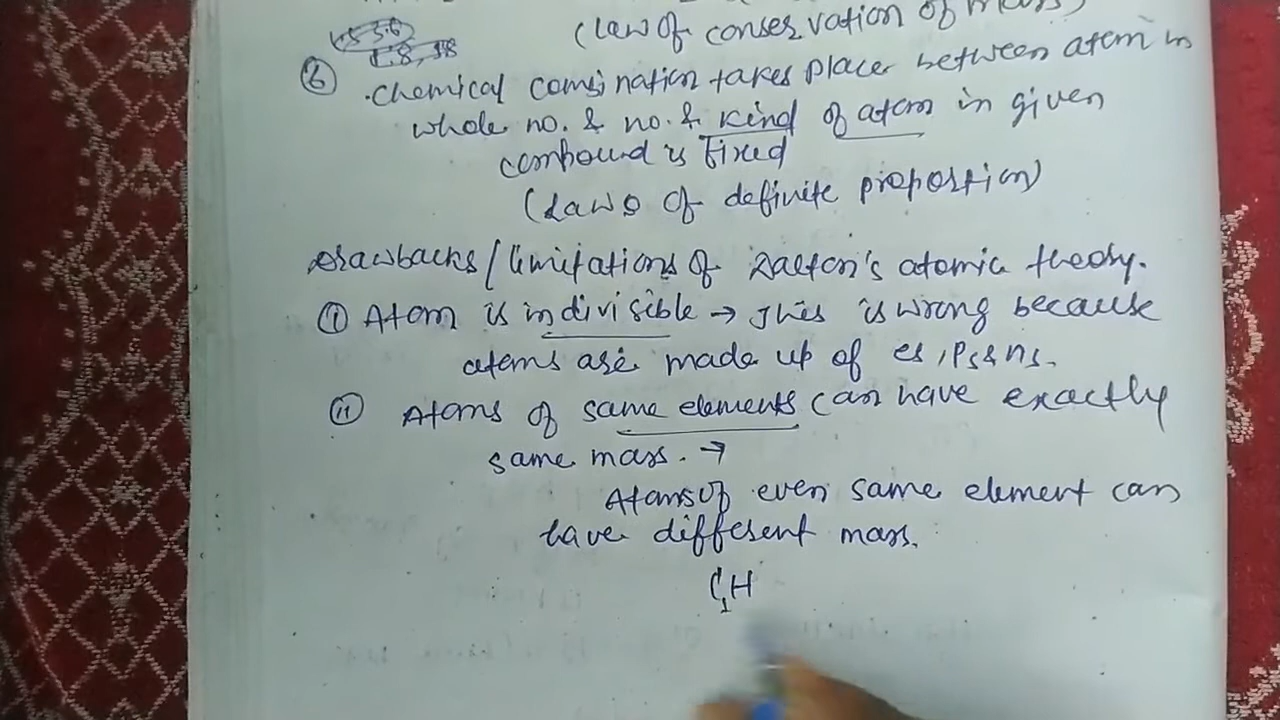 (Law of conservation of mass)
⑥ .chemical combination takes place between atom in
whole no. & no. & kind of atom in given
compound is fixed
(Laws of definite proportion)
Drawbacks/limitations of Dalton's atomic theory.
① Atom is indivisible → This is wrong because
atoms are made up of es, Ps & ns.
⑪ Atoms of same elements can have exactly
same mass. →
Atoms of even same element can
have different mass.
(₁H